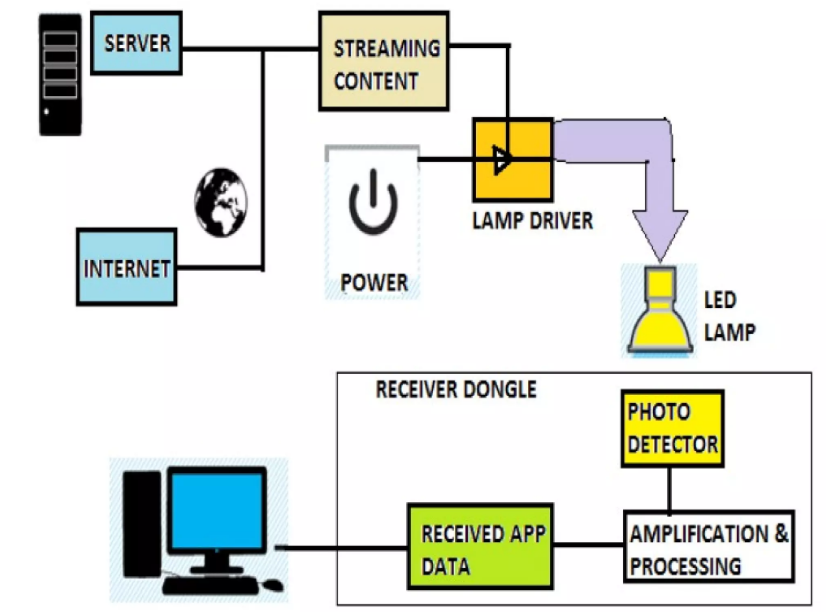 SERVER
STREAMING
CONTENT
INTERNET
POWER
LAMP DRIVER
LED
LAMP
RECEIVER DONGLE
PHOTO
DETECTOR
RECEIVED APP
DATA
AMPLIFICATION &
PROCESSING